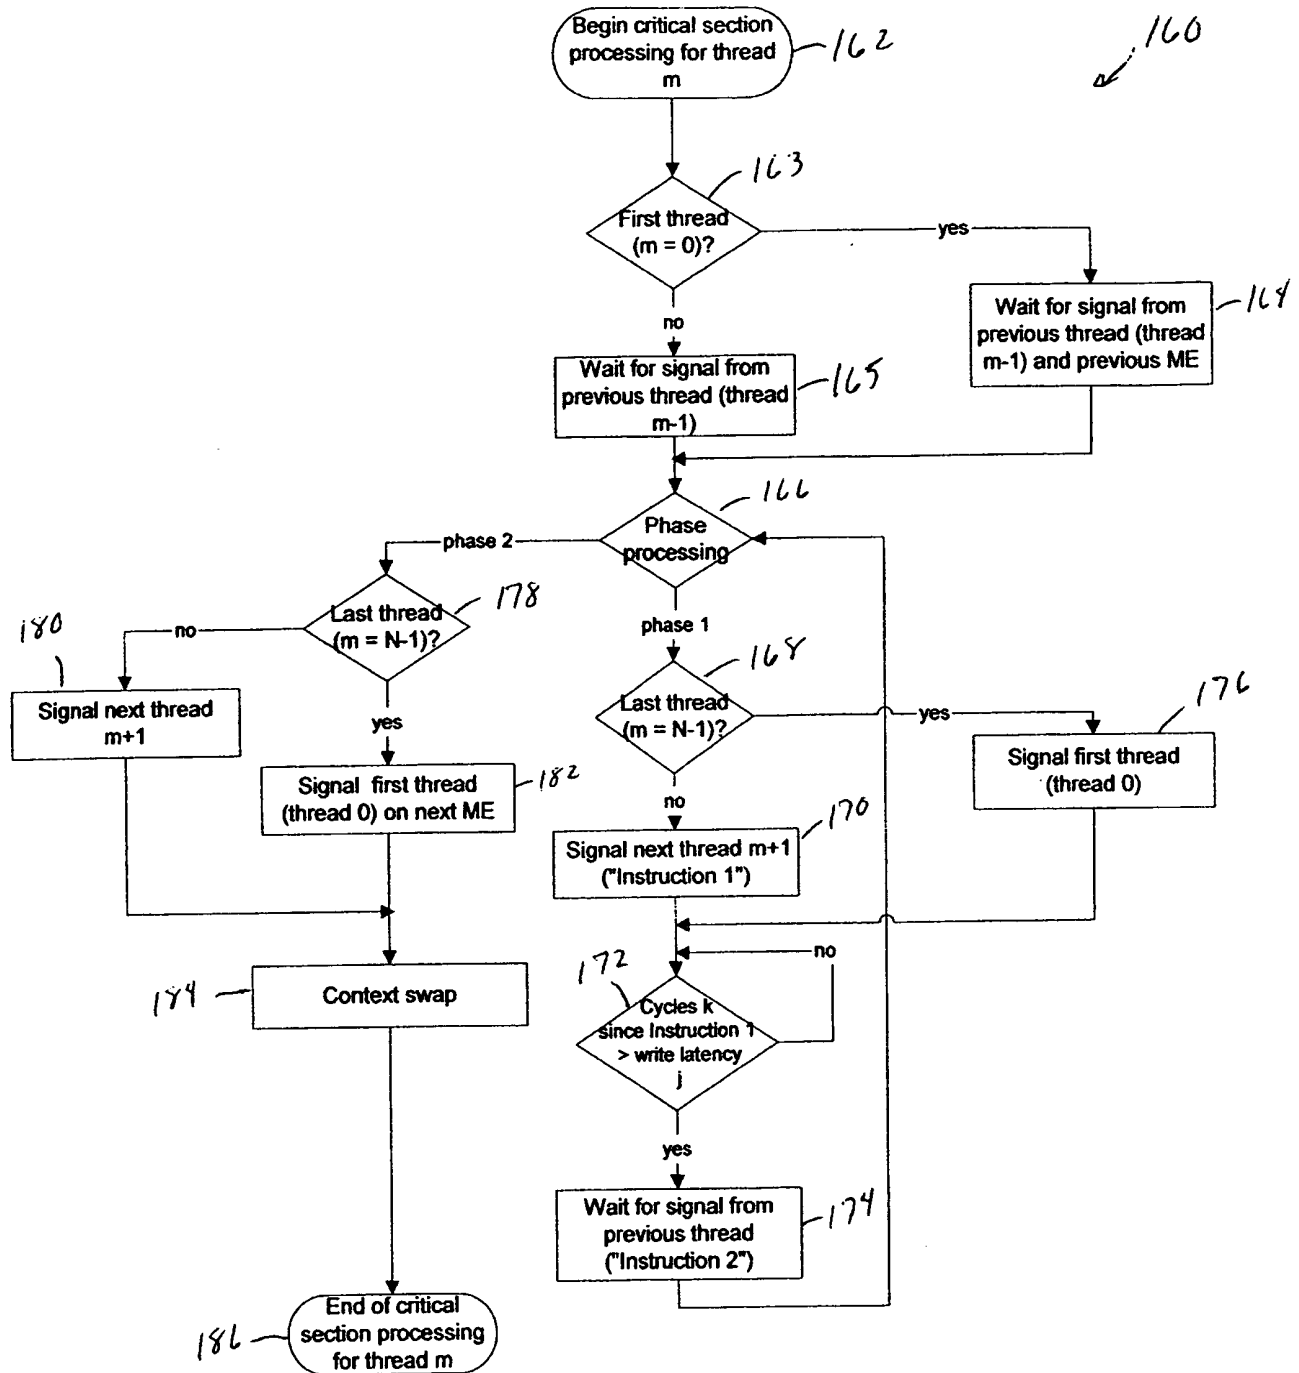 Begin critical section
processing for thread
m
162
160
163
First thread
(m = 0)?
yes
no
Wait for signal from
previous thread (thread
m-1) and previous ME
164
Wait for signal from
previous thread (thread
m-1)
165
166
Phase
processing
phase 2
phase 1
Last thread
(m = N-1)?
178
180
no
Signal next thread
m+1
yes
Signal first thread
(thread 0) on next ME
182
168
Last thread
(m = N-1)?
yes
176
Signal first thread
(thread 0)
no
170
Signal next thread m+1
("Instruction 1")
no
172
Cycles k
since Instruction 1
> write latency
j
184
Context swap
yes
Wait for signal from
previous thread
("Instruction 2")
174
End of critical
section processing
for thread m
186